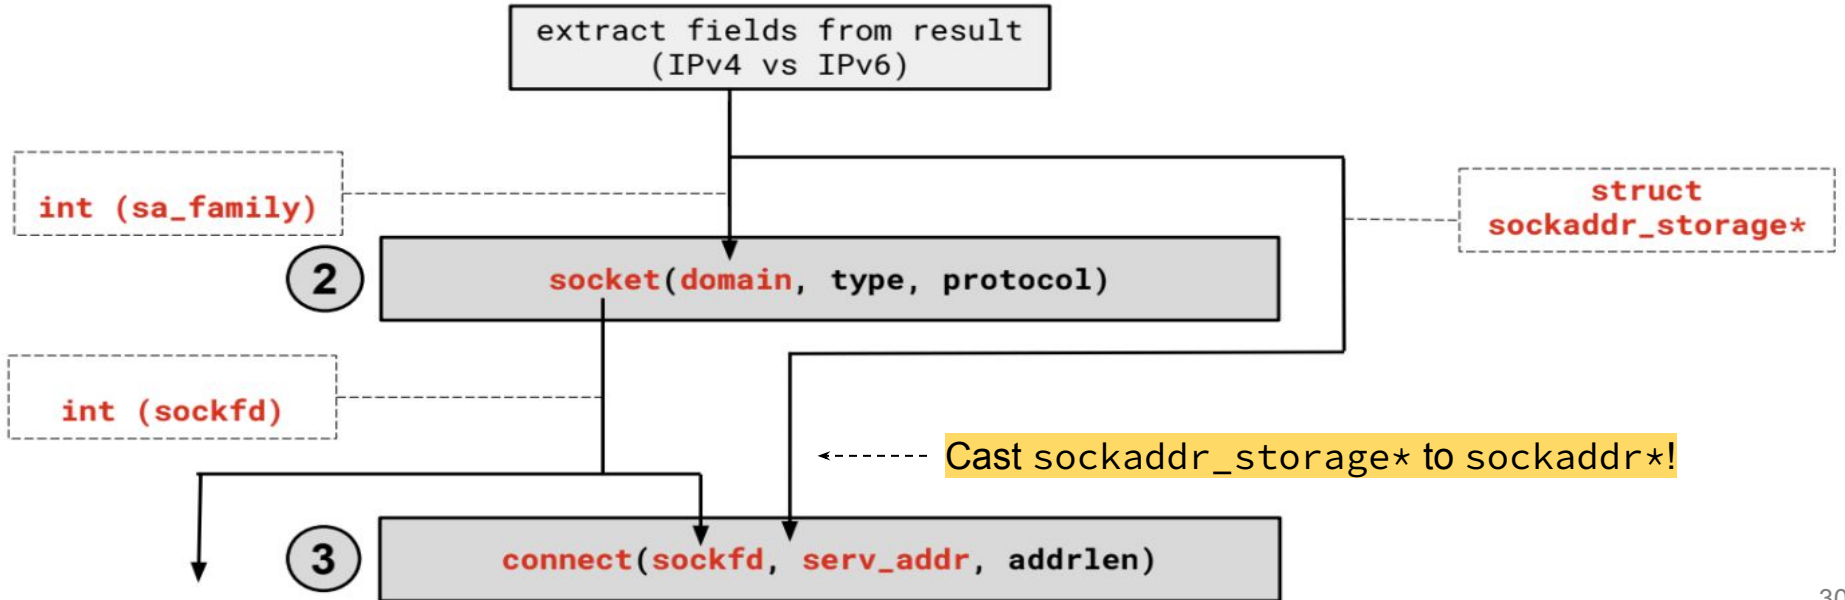 extract fields from result
(IPv4 vs IPv6)
int (sa_family)
struct
sockaddr_storage*
2
socket(domain, type, protocol)
int (sockfd)
Cast sockaddr_storage* to sockaddr*!
3
connect(sockfd, serv_addr, addrlen)
30